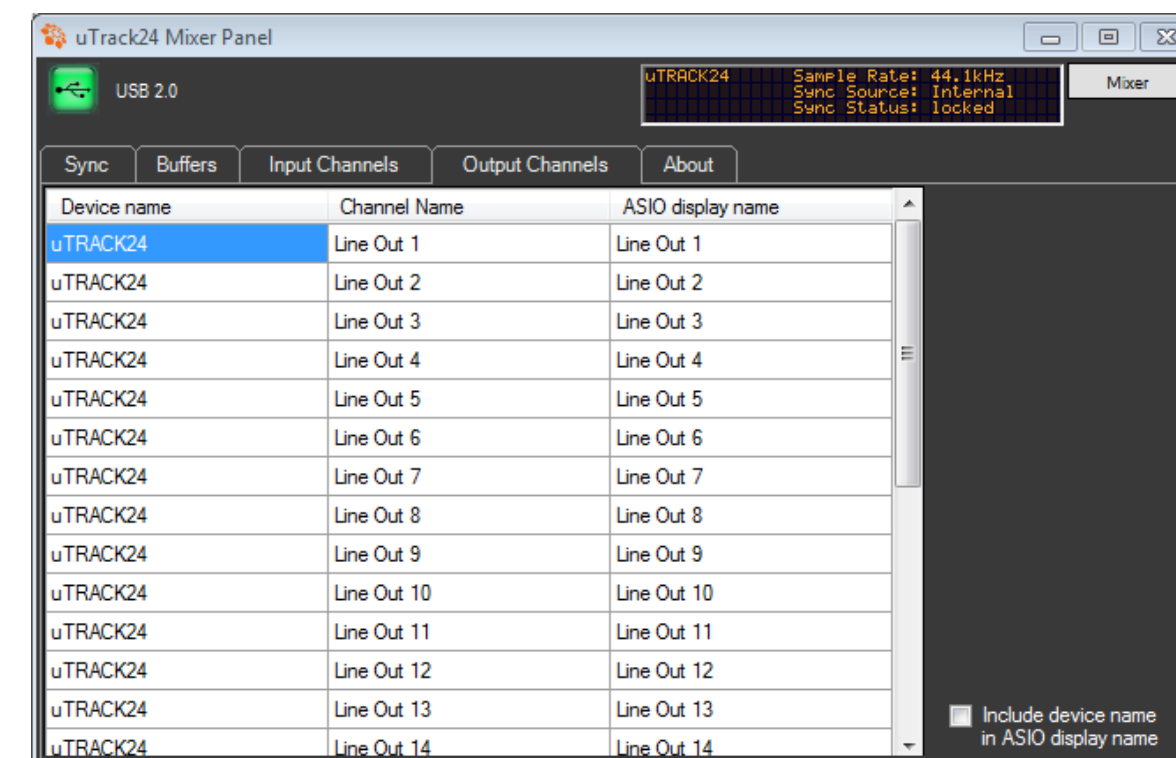 uTrack24 Mixer Panel
USB 2.0
uTRACK24 Sample Rate: 44.1kHz
Sync Source: Internal
Sync Status: locked
Mixer
Sync Buffers Input Channels Output Channels About
Device name Channel Name ASIO display name
uTRACK24 Line Out 1 Line Out 1
uTRACK24 Line Out 2 Line Out 2
uTRACK24 Line Out 3 Line Out 3
uTRACK24 Line Out 4 Line Out 4
uTRACK24 Line Out 5 Line Out 5
uTRACK24 Line Out 6 Line Out 6
uTRACK24 Line Out 7 Line Out 7
uTRACK24 Line Out 8 Line Out 8
uTRACK24 Line Out 9 Line Out 9
uTRACK24 Line Out 10 Line Out 10
uTRACK24 Line Out 11 Line Out 11
uTRACK24 Line Out 12 Line Out 12
uTRACK24 Line Out 13 Line Out 13
uTRACK24 Line Out 14 Line Out 14
Include device name
in ASIO display name